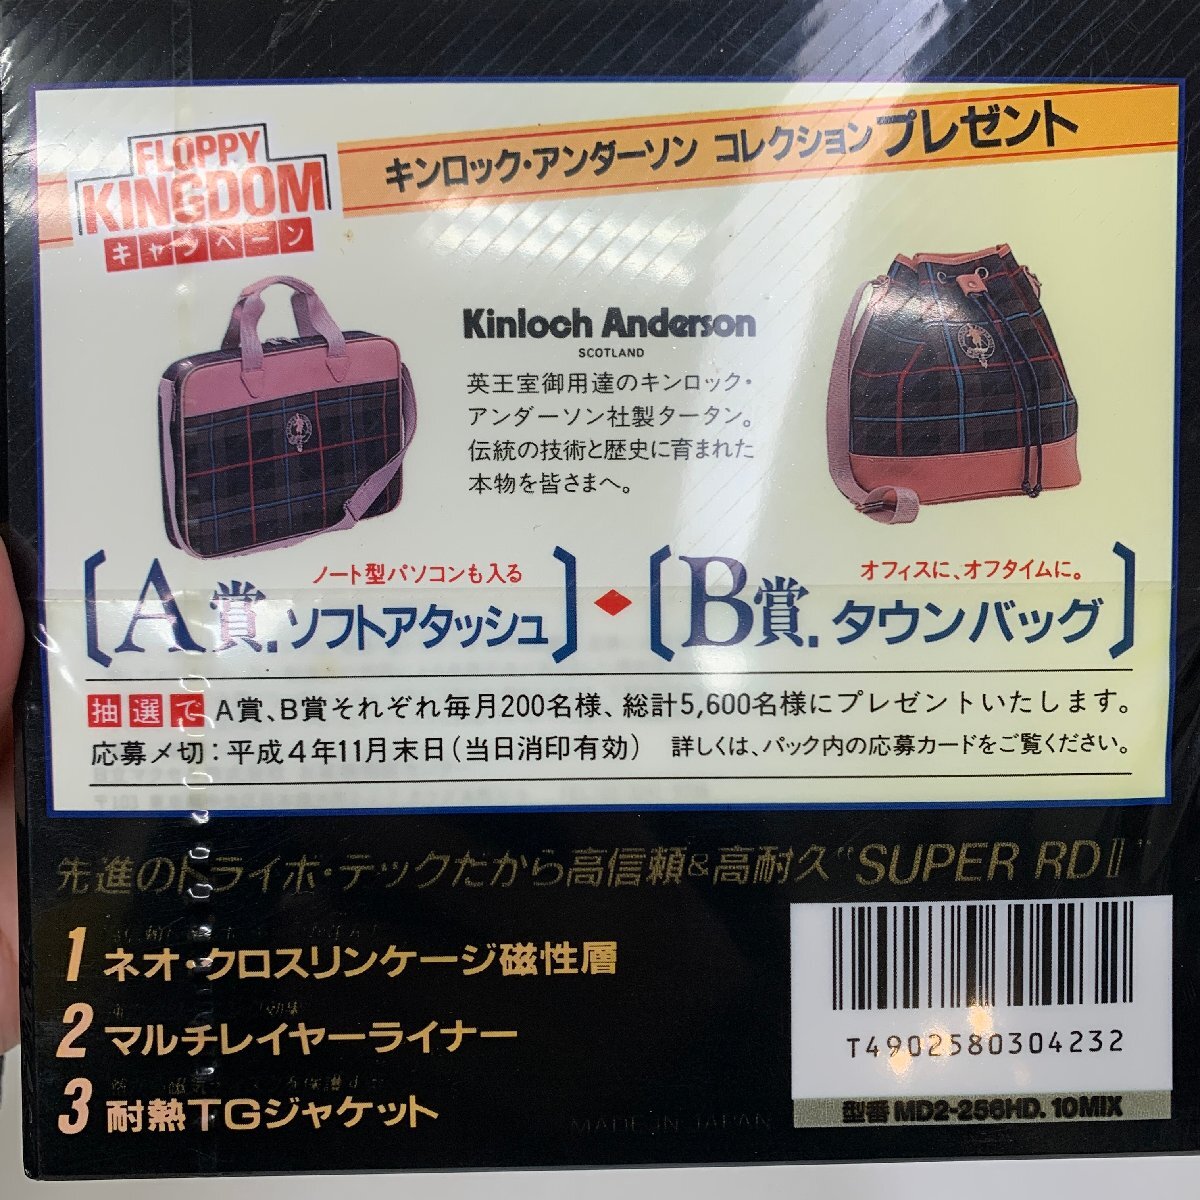 FLOPPY
KINGDOM
キャンペーン
キンロック・アンダーソン コレクションプレゼント
Kinloch Anderson
SCOTLAND
英王室御用達のキンロック・
アンダーソン社製タータン。
伝統の技術と歴史に育まれた
本物を皆さまへ。
ノート型パソコンも入る
A賞.ソフトアタッシュ
オフィスに、オフタイムに。
B賞.タウンバッグ
抽選で A賞、B賞それぞれ毎月200名様、総計5,600名様にプレゼントいたします。
応募〆切：平成4年11月末日(当日消印有効) 詳しくは、パック内の応募カードをご覧ください。
先進のドライボ・テックだから高信頼&高耐久"SUPER RDⅡ"
1 ネオ・クロスリンケージ磁性層
2 マルチレイヤーライナー
3 耐熱TGジャケット
T4902580304232
型番 MD2-256HD. 10MIX
MADE IN JAPAN